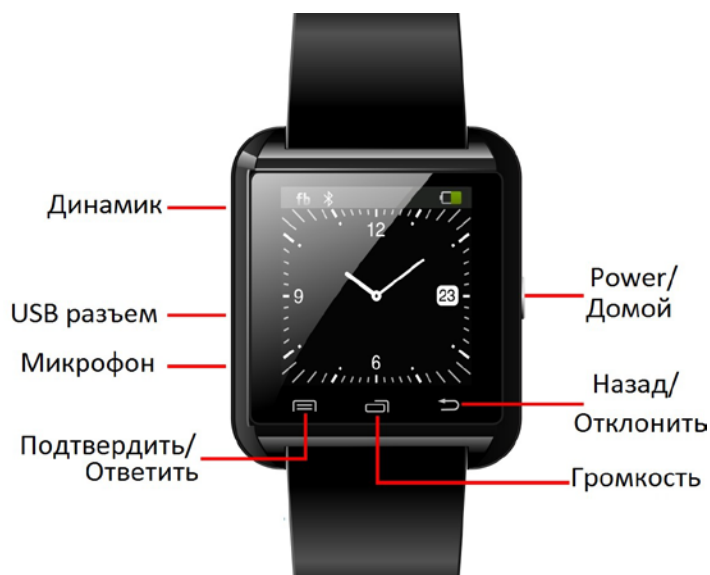 Динамик
USB разъем
Микрофон
Подтвердить/
Ответить
fb
12
9
23
6
Power/
Домой
Назад/
Отклонить
Громкость